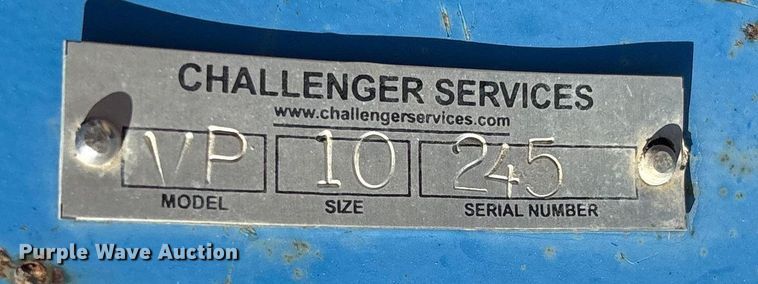 CHALLENGER SERVICES
www.challengerservices.com
VP 10 245
MODEL SIZE SERIAL NUMBER
Purple Wave Auction